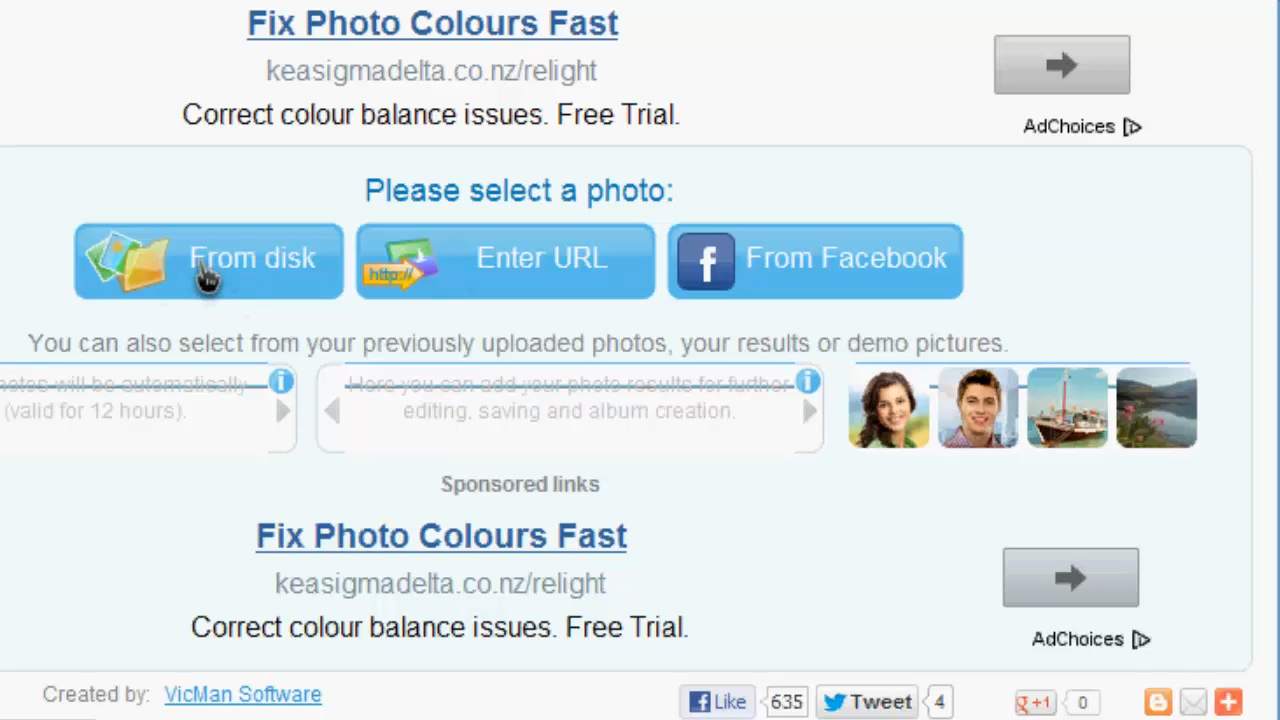 Fix Photo Colours Fast
keasigmadelta.co.nz/relight
Correct colour balance issues. Free Trial.
AdChoices
Please select a photo:
From disk
http://
Enter URL
From Facebook
You can also select from your previously uploaded photos, your results or demo pictures.
will be automatically
(valid for 12 hours).
Here you can add your photo results for further
editing, saving and album creation.
Sponsored links
Fix Photo Colours Fast
keasigmadelta.co.nz/relight
Correct colour balance issues. Free Trial.
AdChoices
Created by: VicMan Software
Like 635 Tweet 4 +1 0